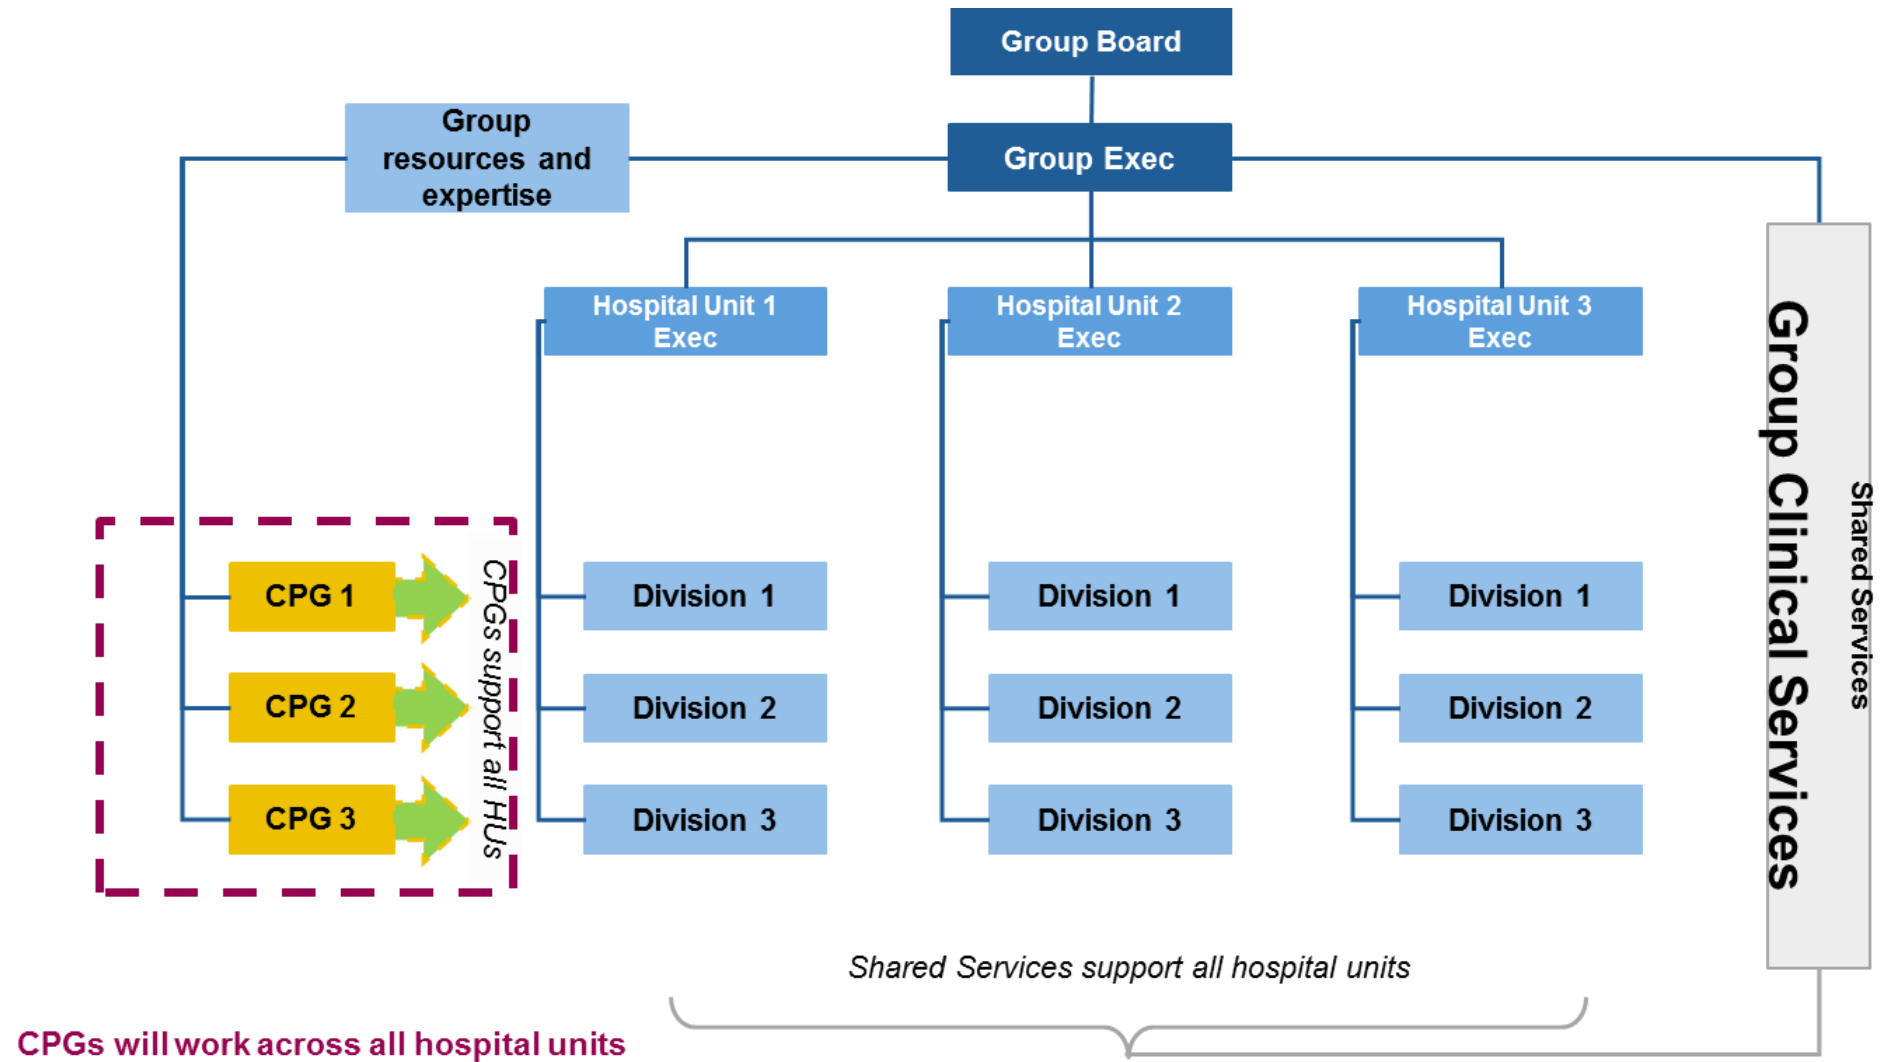 Group Board
Group
resources and
expertise
Group Exec
Hospital Unit 1
Exec
Hospital Unit 2
Exec
Hospital Unit 3
Exec
Group Clinical Services
Shared Services
CPG 1
CPG 2
CPG 3
CPGs support all HUs
Division 1
Division 1
Division 1
Division 2
Division 2
Division 2
Division 3
Division 3
Division 3
Shared Services support all hospital units
CPGs will work across all hospital units